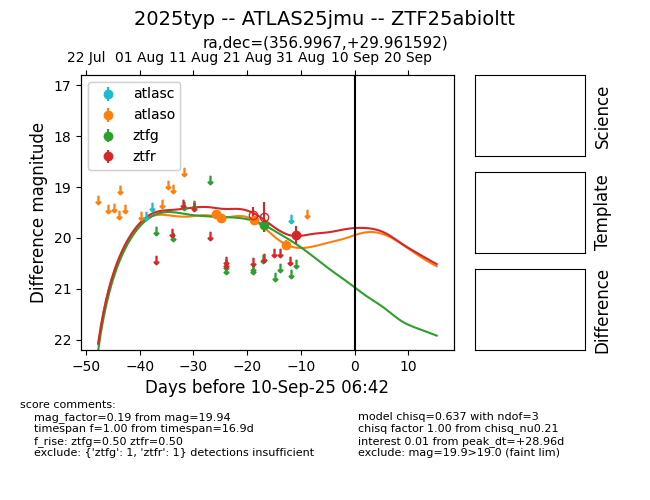 2025typ -- ATLAS25jmu -- ZTF25abioltt
ra,dec=(356.9967,+29.961592)
22 Jul 01 Aug 11 Aug 21 Aug 31 Aug 10 Sep 20 Sep
17
18
19
20
21
22
Difference magnitude
atlasc
atlaso
ztfg
ztfr
−50 −40 −30 −20 −10 0 10
Days before 10-Sep-25 06:42
Science
Template
Difference
score comments:
mag_factor=0.19 from mag=19.94
timespan f=1.00 from timespan=16.9d
f_rise: ztfg=0.50 ztfr=0.50
exclude: {'ztfg': 1, 'ztfr': 1} detections insufficient
model chisq=0.637 with ndof=3
chisq factor 1.00 from chisq_nu0.21
interest 0.01 from peak_dt=+28.96d
exclude: mag=19.9>19.0 (faint lim)